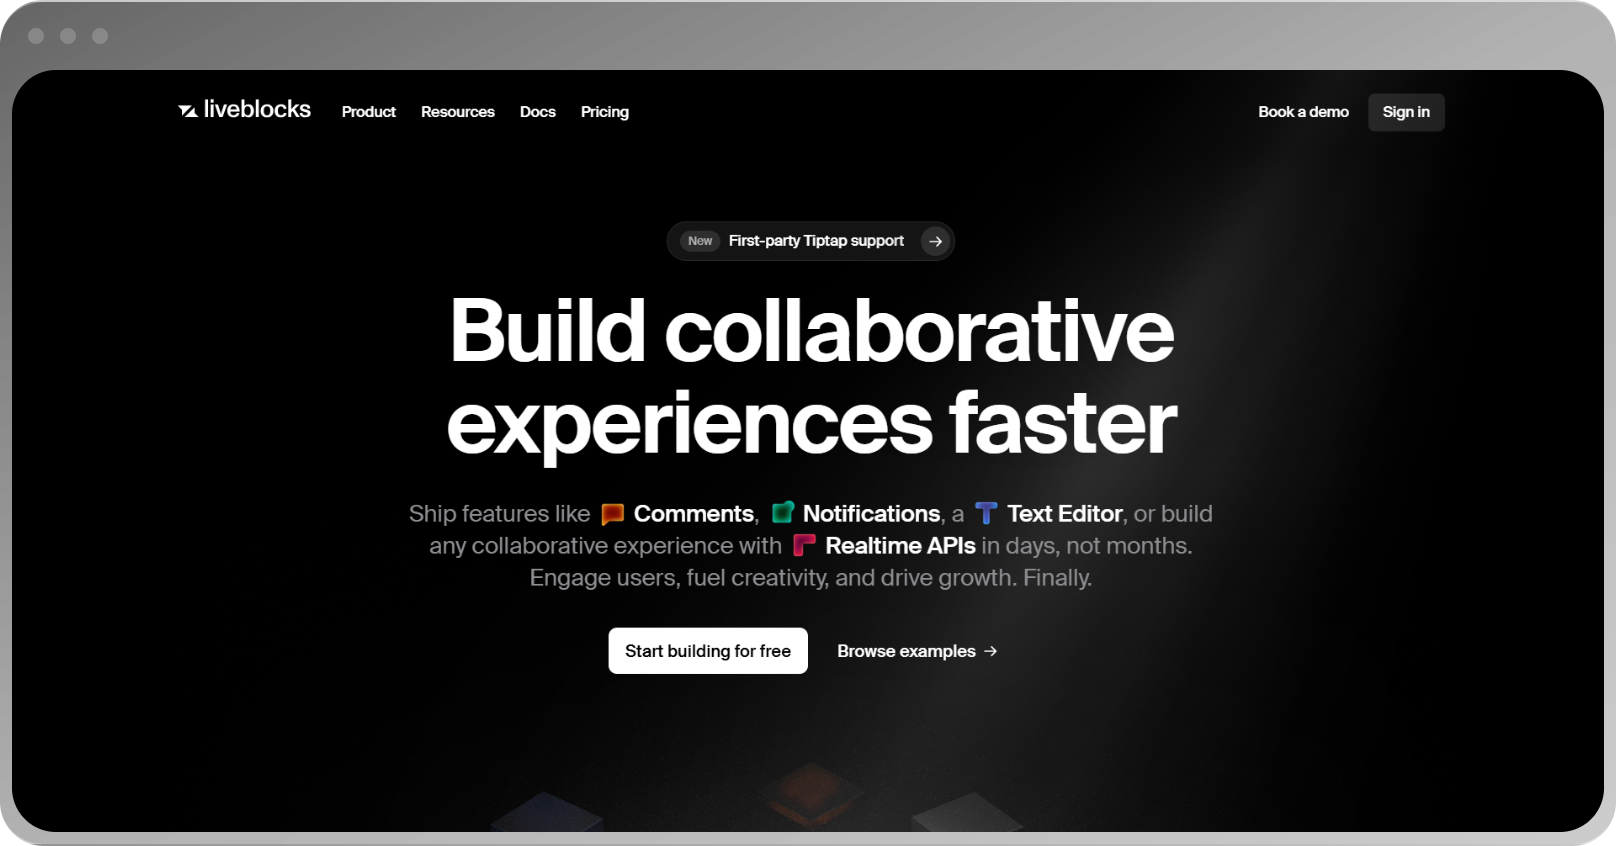 liveblocks Product Resources Docs Pricing Book a demo Sign in
New First-party Tiptap support →
Build collaborative
experiences faster
Ship features like Comments, Notifications, a Text Editor, or build
any collaborative experience with Realtime APIs in days, not months.
Engage users, fuel creativity, and drive growth. Finally.
Start building for free Browse examples →